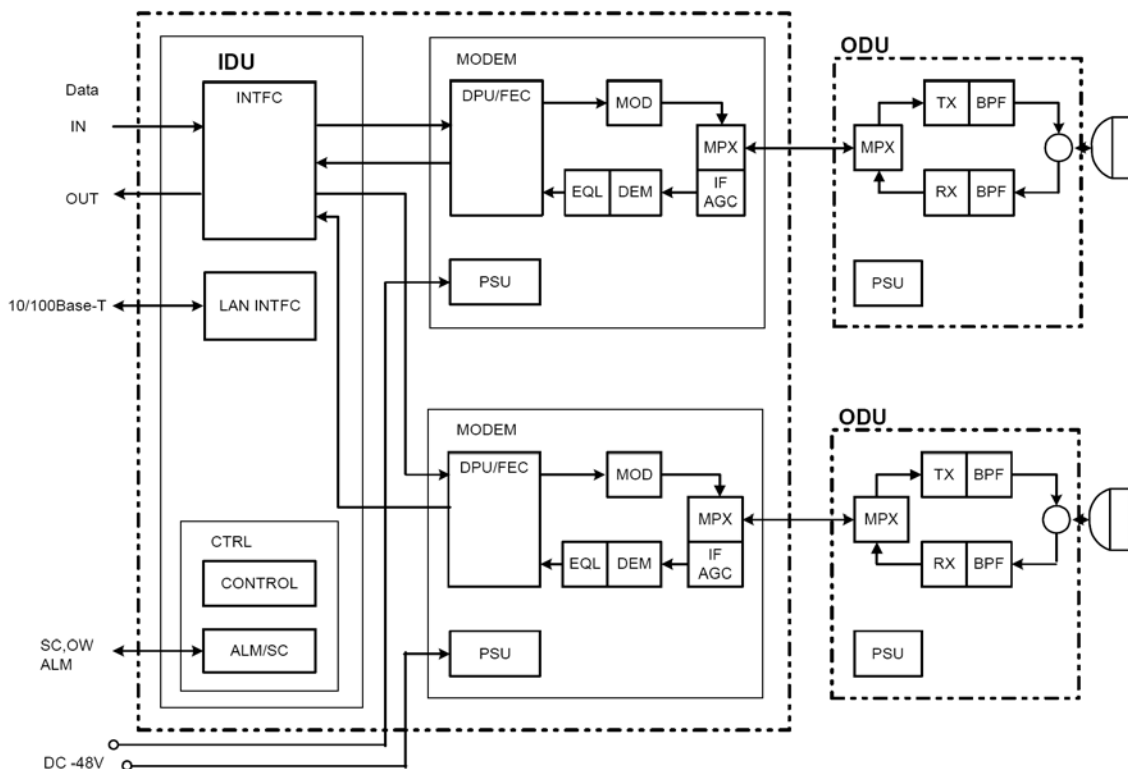 IDU
INTFC
Data
IN
OUT
10/100Base-T
LAN INTFC
CTRL
CONTROL
ALM/SC
SC,OW
ALM
DC -48V
MODEM
DPU/FEC
MOD
MPX
IF
AGC
EQL
DEM
PSU
MODEM
DPU/FEC
MOD
MPX
IF
AGC
EQL
DEM
PSU
ODU
TX
BPF
MPX
RX
BPF
PSU
ODU
TX
BPF
MPX
RX
BPF
PSU